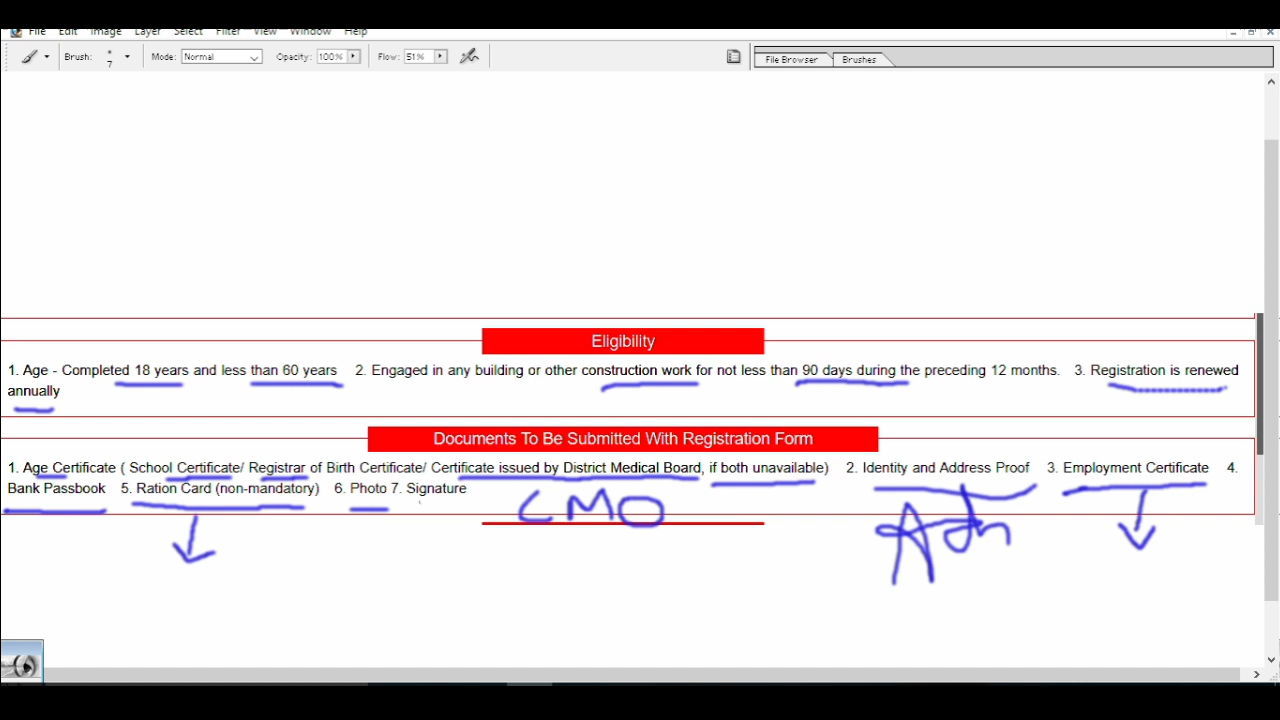 File Edit Image Layer Select Filter View Window Help
Brush: 7 Mode: Normal Opacity: 100% Flow: 51% File Browser Brushes
Eligibility
1. Age - Completed 18 years and less than 60 years 2. Engaged in any building or other construction work for not less than 90 days during the preceding 12 months. 3. Registration is renewed
annually
Documents To Be Submitted With Registration Form
1. Age Certificate ( School Certificate/ Registrar of Birth Certificate/ Certificate issued by District Medical Board, if both unavailable) 2. Identity and Address Proof 3. Employment Certificate 4.
Bank Passbook 5. Ration Card (non-mandatory) 6. Photo 7. Signature
CMO